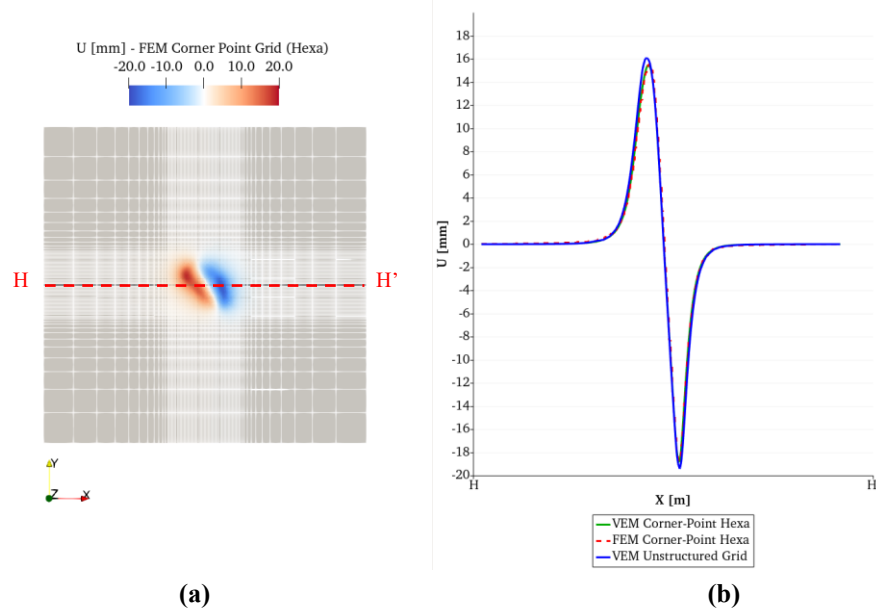 U [mm] - FEM Corner Point Grid (Hexa)
-20.0 -10.0 0.0 10.0 20.0
H H’
Y
Z X
(a)
18
16
14
12
10
8
6
4
2
0
-2
-4
-6
-8
-10
-12
-14
-16
-18
-20
U [mm]
H H
X [m]
VEM Corner-Point Hexa
FEM Corner-Point Hexa
VEM Unstructured Grid
(b)